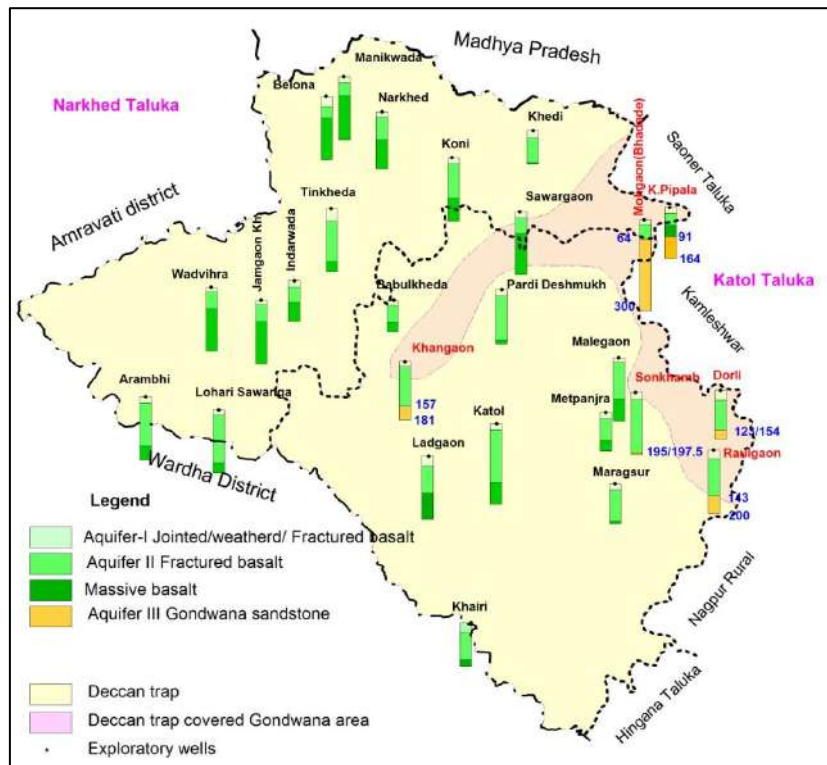 Madhya Pradesh
Manikwada
Belona
Narkhed Taluka
Narkhed
Khedi
Koni
Mohgaon(Bhadade)
Saoner Taluka
K.Pipala
Amravati district
Tinkheda
Sawargaon
64
91
164
Indarwada
Jamgaon Kh
Wadvihra
Katol Taluka
Babulkheda
Pardi Deshmukh
300
Kamleshwar
Khangaon
Malegaon
Sonkhamb
Dorli
Arambhi
Lohari Sawanga
157
181
Metpanjra
Katol
123/154
Ladgaon
195/197.5
Raulgaon
Wardha District
Maragsur
143
200
Legend
Aquifer-I Jointed/weatherd/ Fractured basalt
Aquifer II Fractured basalt
Massive basalt
Aquifer III Gondwana sandstone
Khairi
Nagpur Rural
Hingana Taluka
Deccan trap
Deccan trap covered Gondwana area
Exploratory wells